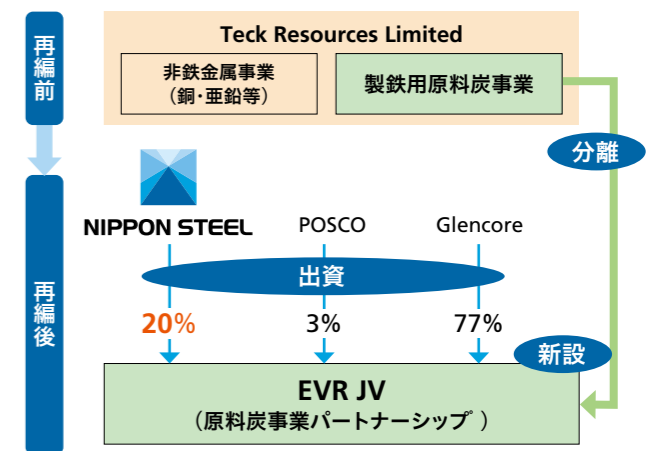 再編前
Teck Resources Limited
非鉄金属事業
（銅・亜鉛等）
製鉄用原料炭事業
分離
再編後
NIPPON STEEL
POSCO
Glencore
出資
20%
3%
77%
新設
EVR JV
（原料炭事業パートナーシップ ）